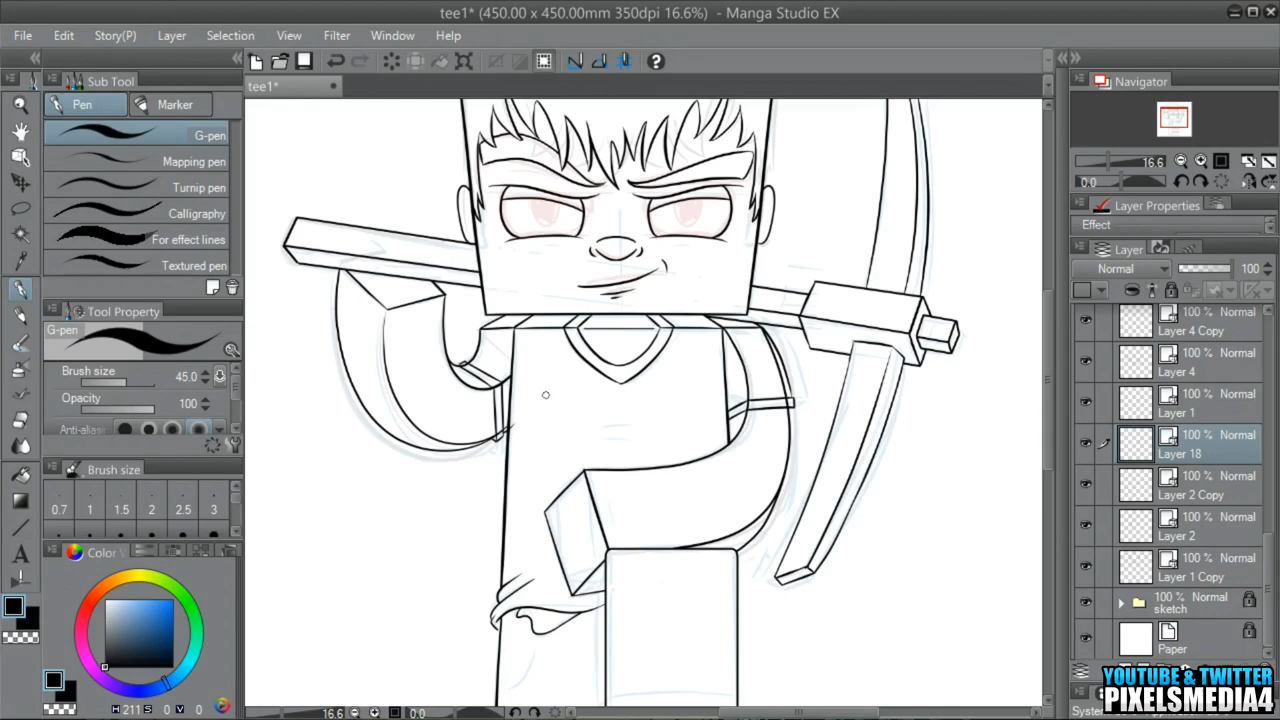 tee1* (450.00 x 450.00mm 350dpi 16.6%) - Manga Studio EX
File Edit Story(P) Layer Selection View Filter Window Help
Sub Tool
tee1*
Navigator
Pen Marker
G-pen
Mapping pen
Turnip pen
Calligraphy
For effect lines
Textured pen
16.6
0.0
Layer Properties
Effect
Layer
Normal 100
Tool Property
G-pen
Brush size 45.0
Opacity 100
Anti-alias
Brush size
0.7 1 1.5 2 2.5 3
Color
H 211 S 0 V 0
100 % Normal
Layer 4 Copy
100 % Normal
Layer 4
100 % Normal
Layer 1
100 % Normal
Layer 18
100 % Normal
Layer 2 Copy
100 % Normal
Layer 2
100 % Normal
Layer 1 Copy
100 % Normal
sketch
Paper
YOUTUBE & TWITTER
PIXELSMEDIA4
16.6 0.0